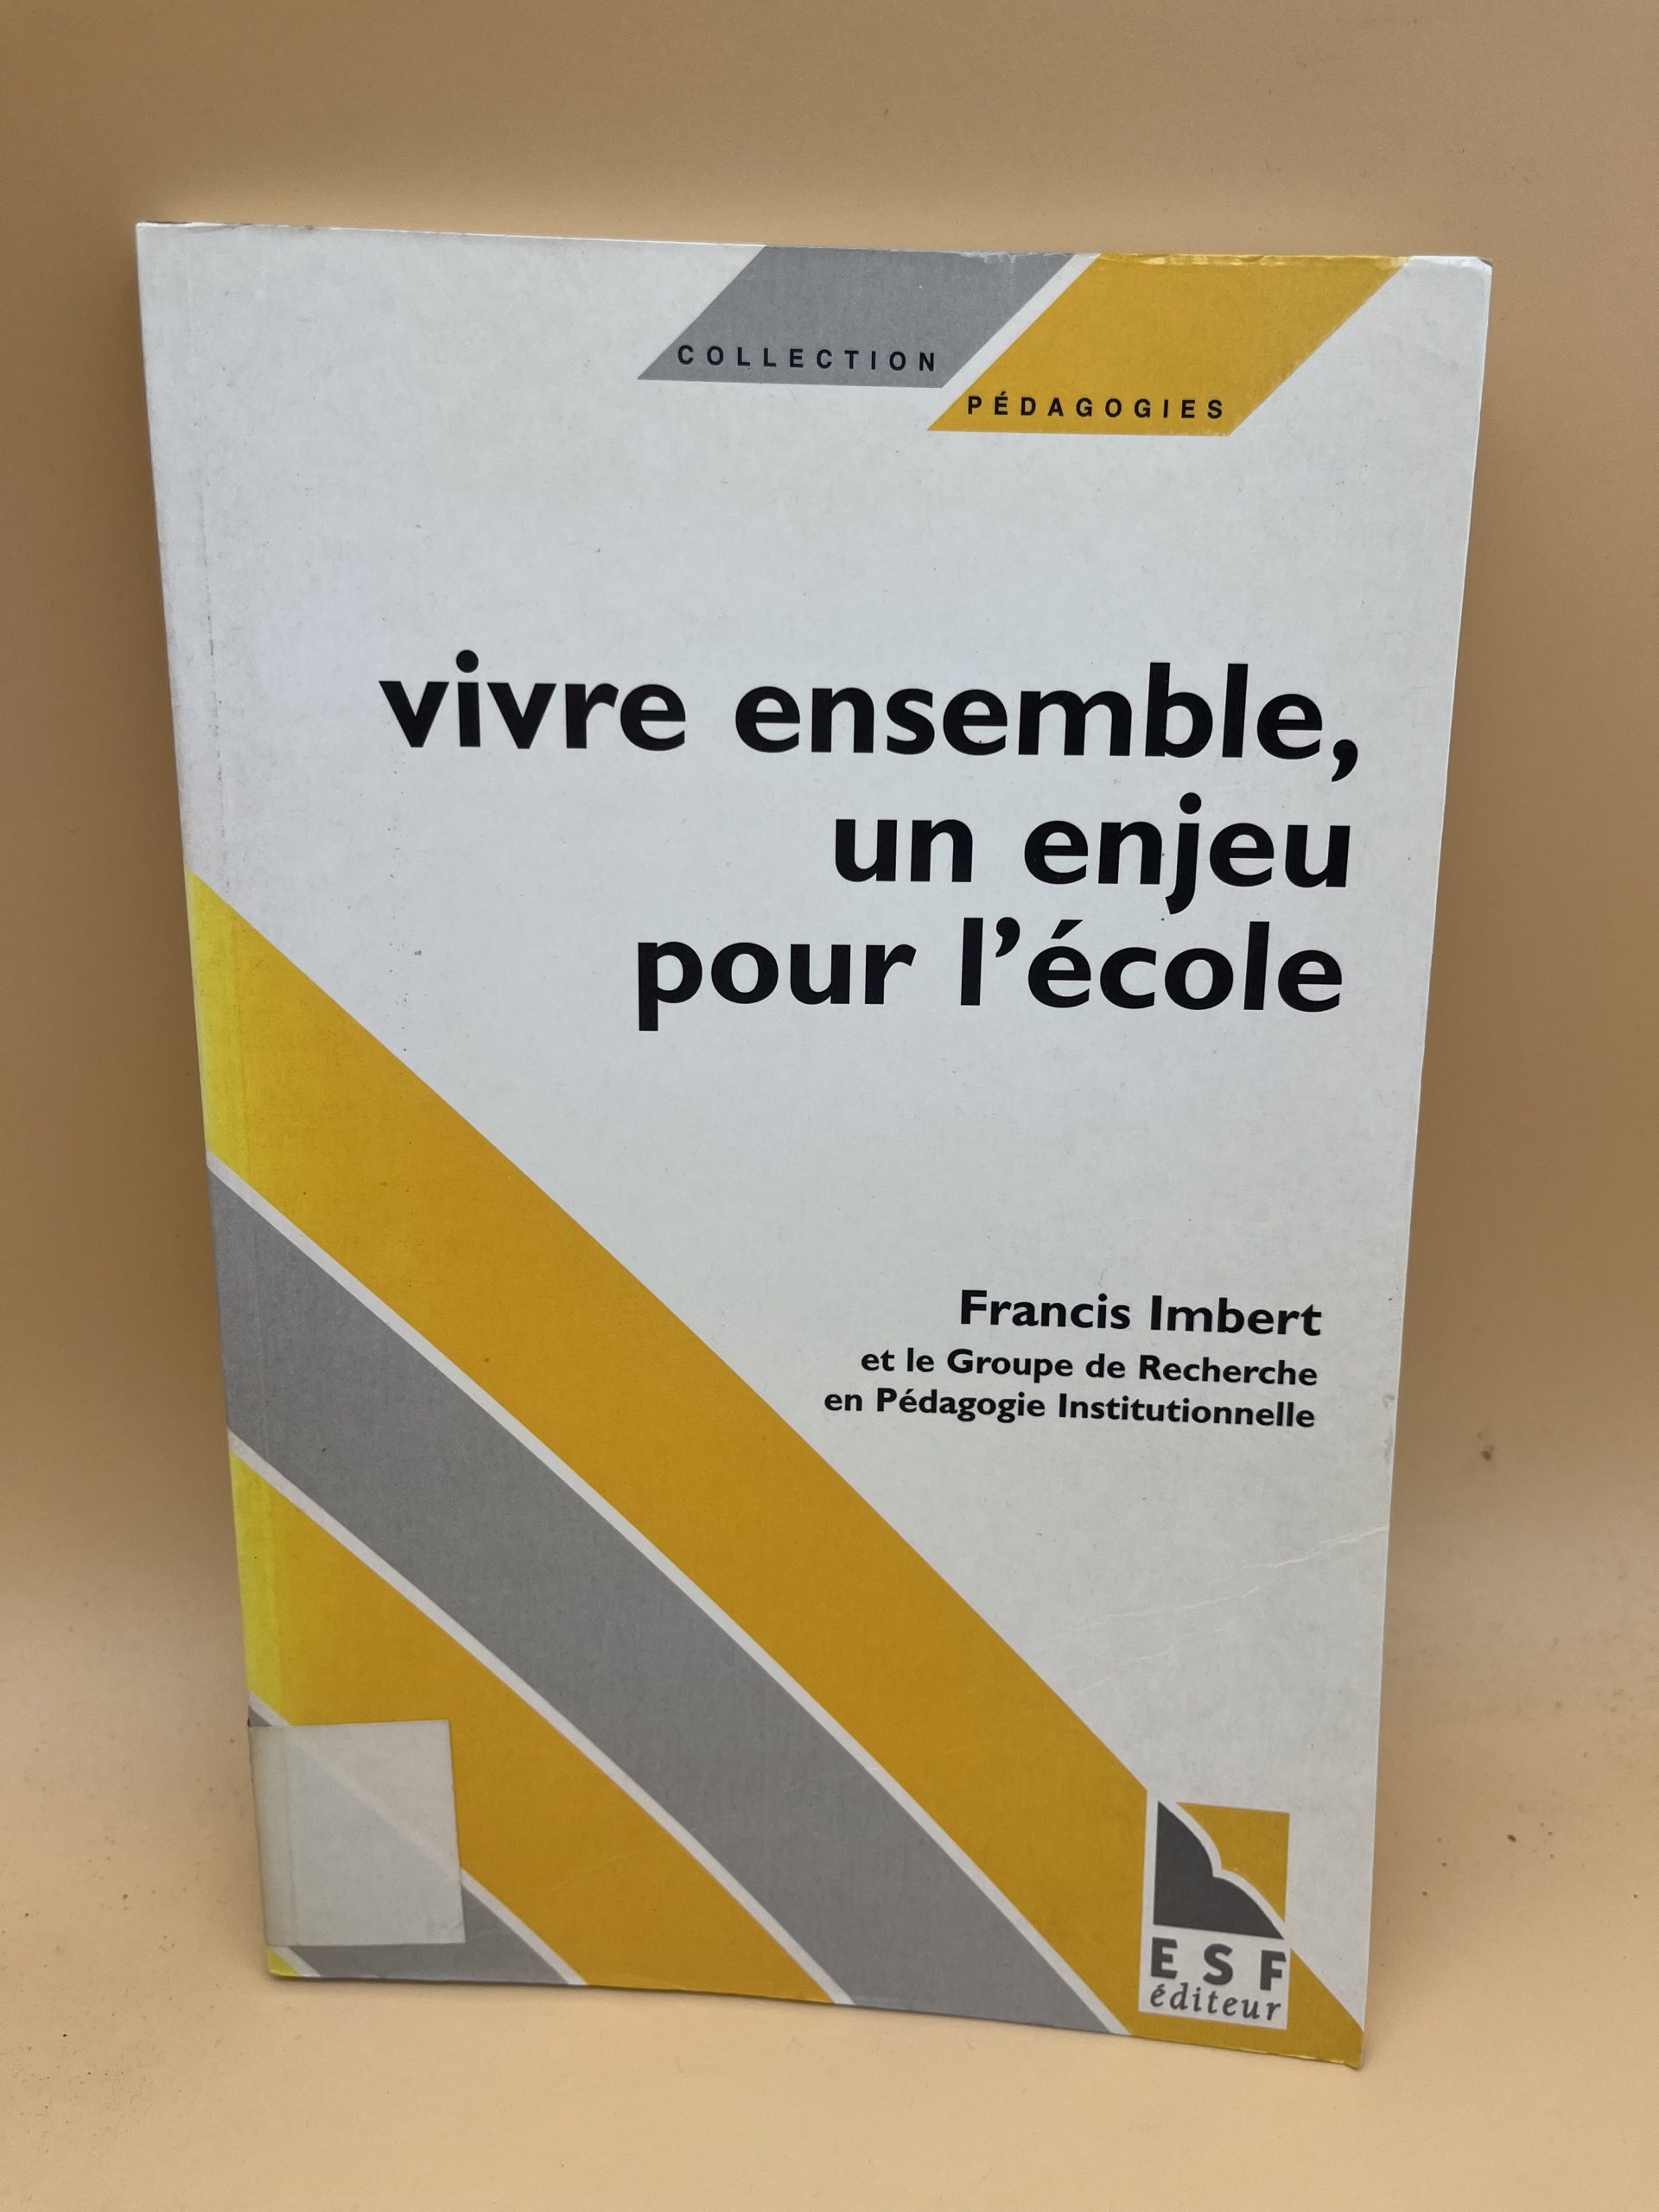 COLLECTION
PÉDAGOGIES
vivre ensemble,
un enjeu
pour l’école
Francis Imbert
et le Groupe de Recherche
en Pédagogie Institutionnelle
ESF
éditeur